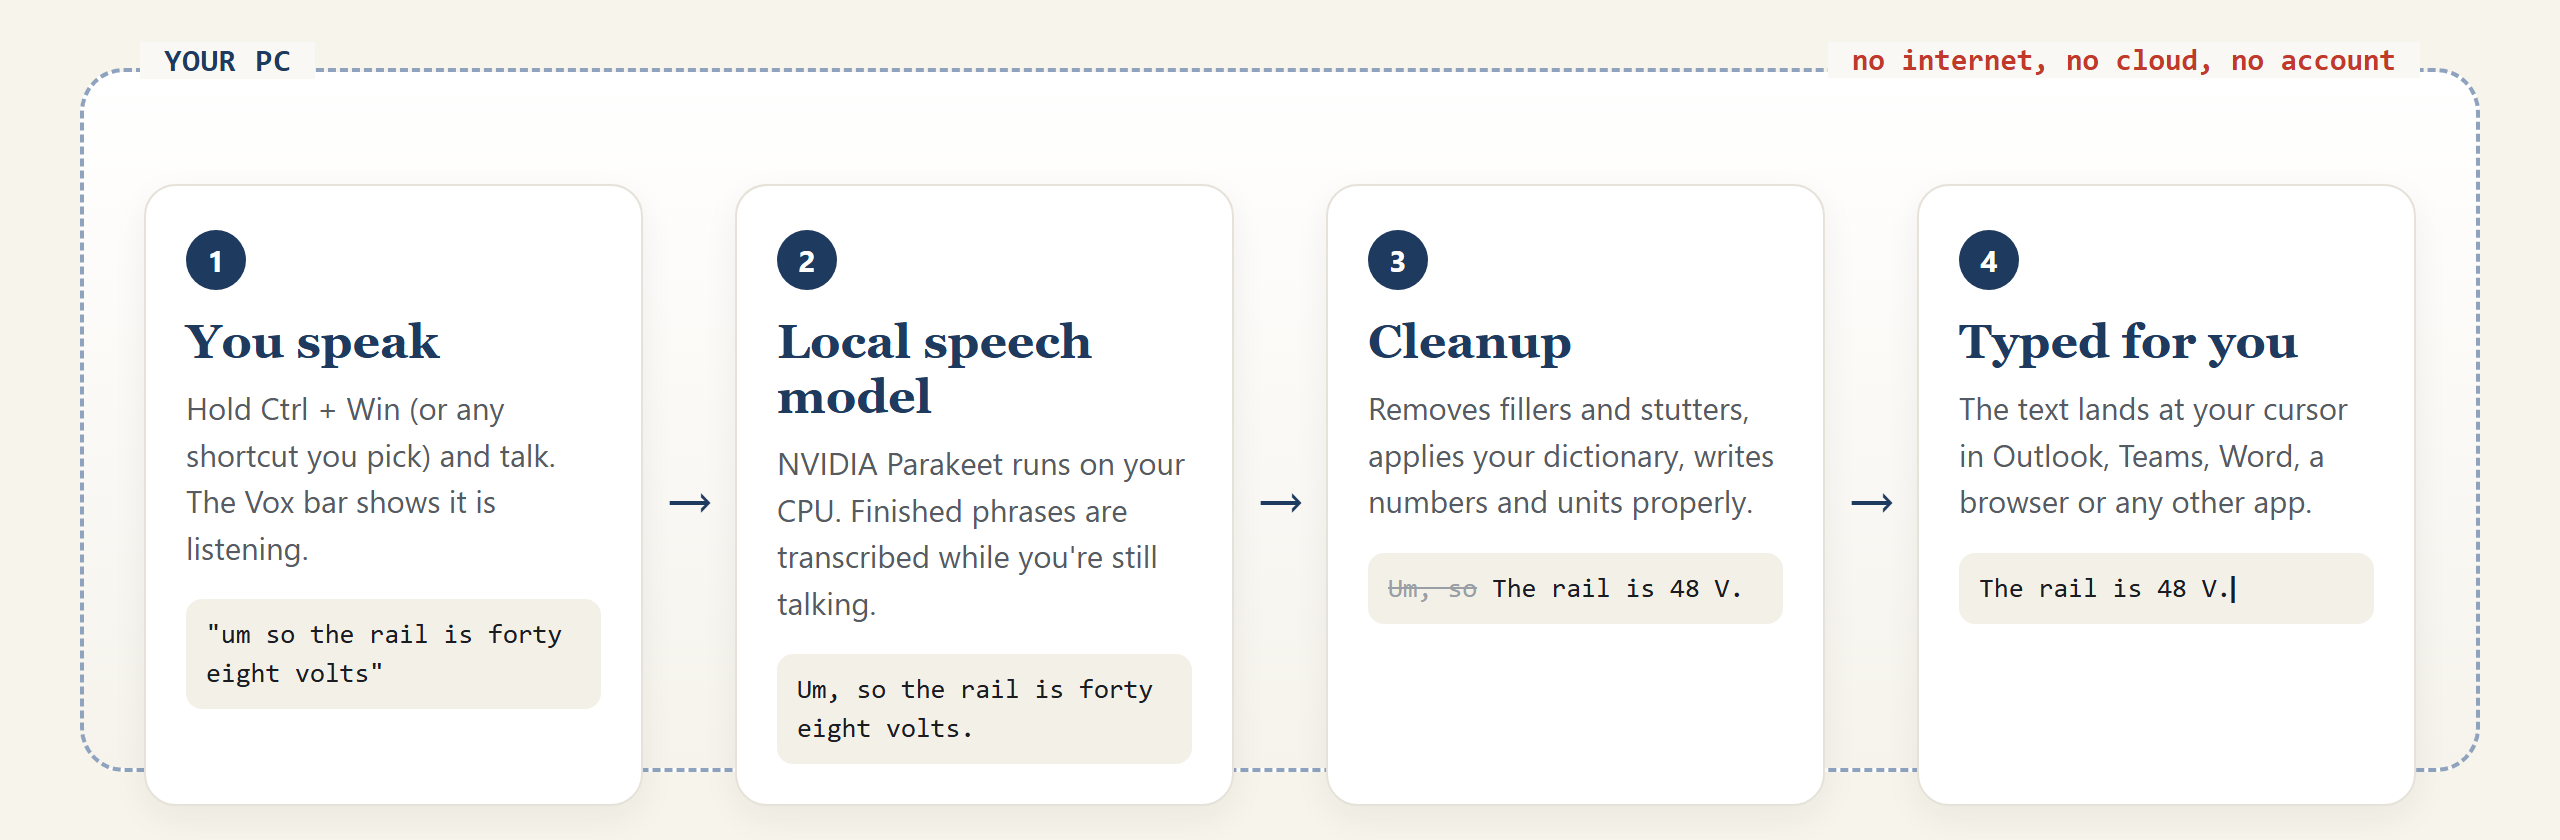 YOUR PC
no internet, no cloud, no account
1
You speak
Hold Ctrl + Win (or any
shortcut you pick) and talk.
The Vox bar shows it is
listening.
"um so the rail is forty
eight volts"
→
2
Local speech
model
NVIDIA Parakeet runs on your
CPU. Finished phrases are
transcribed while you're still
talking.
Um, so the rail is forty
eight volts.
→
3
Cleanup
Removes fillers and stutters,
applies your dictionary, writes
numbers and units properly.
Um, so The rail is 48 V.
→
4
Typed for you
The text lands at your cursor
in Outlook, Teams, Word, a
browser or any other app.
The rail is 48 V.|